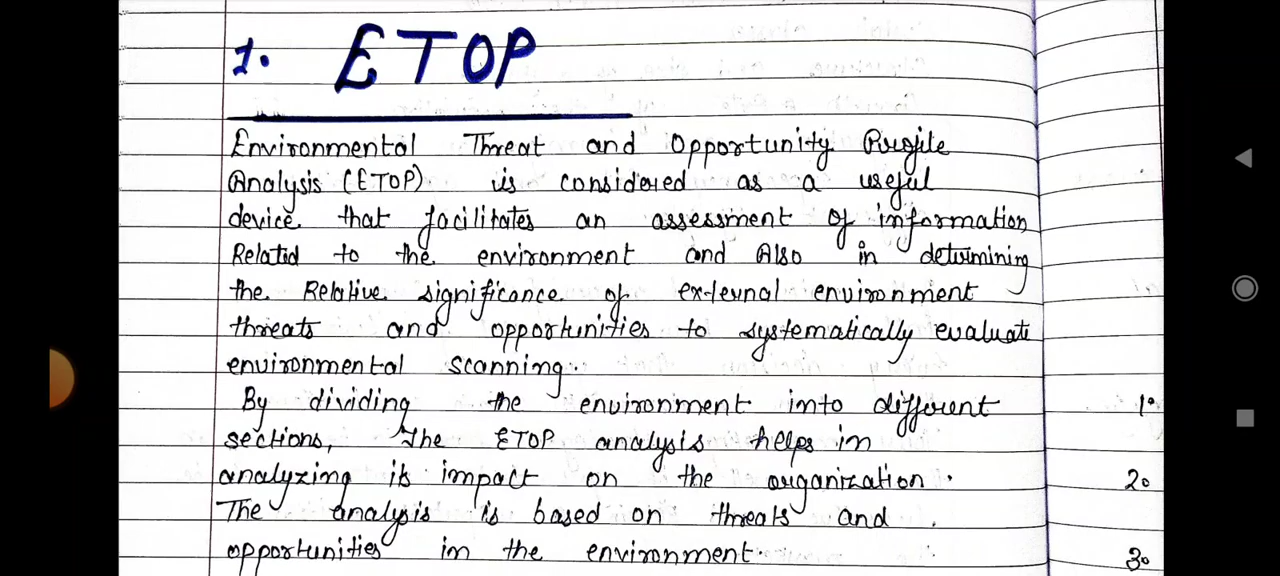 1. ETOP
Environmental Threat and Opportunity Profile
Analysis (ETOP) is considered as a useful
device that facilitates an assessment of information
Related to the environment and Also in determining
the Relative significance of external environment
threats and opportunities to systematically evaluate
environmental scanning.
By dividing the environment into different
sections, The ETOP analysis helps in
analyzing its impact on the organization.
The analysis is based on threats and
opportunities in the environment.
1.
2.
3.